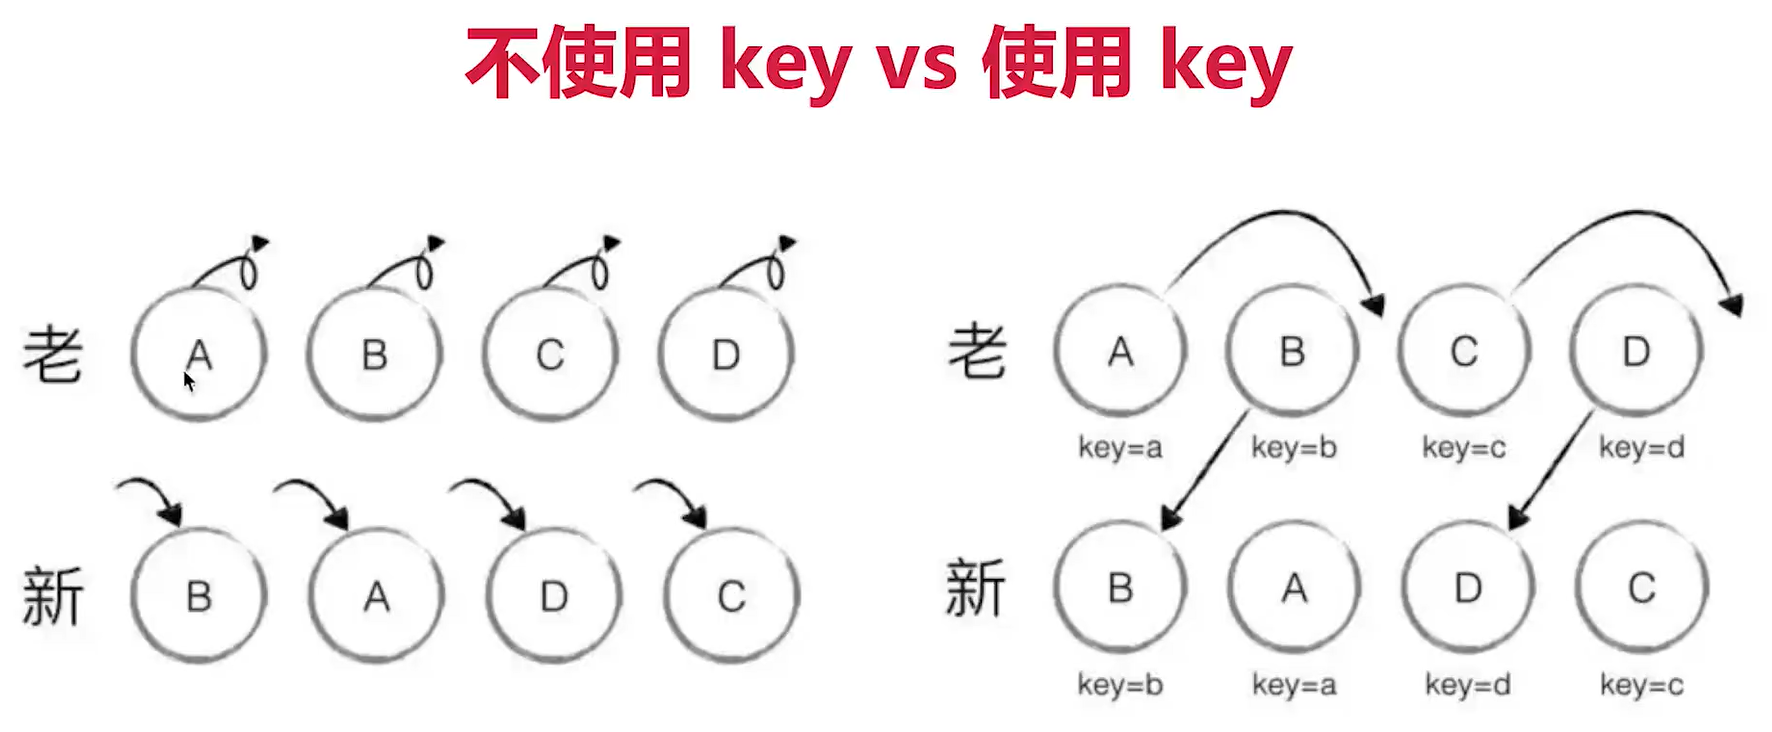 不使用 key vs 使用 key
老 A B C D
新 B A D C
老 A B C D
key=a key=b key=c key=d
新 B A D C
key=b key=a key=d key=c